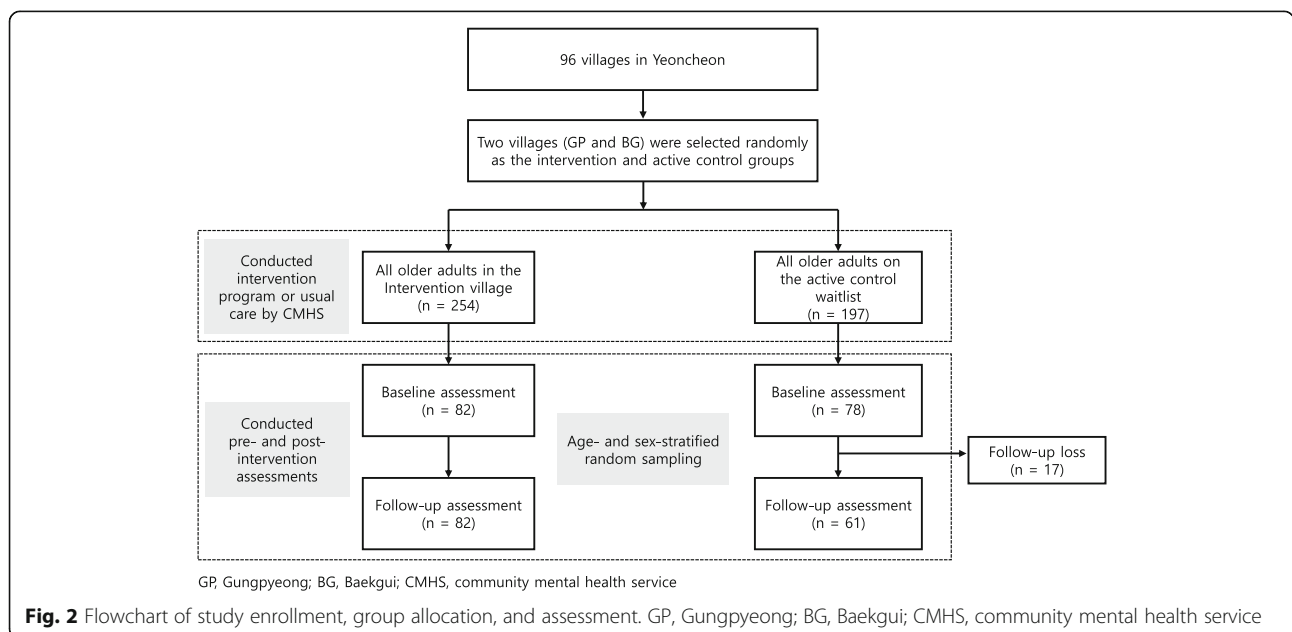 96 villages in Yeoncheon
Two villages (GP and BG) were selected randomly
as the intervention and active control groups
Conducted
intervention
program or usual
care by CMHS
All older adults in the
Intervention village
(n = 254)
All older adults on
the active control
waitlist
(n = 197)
Conducted
pre- and post-
intervention
assessments
Baseline assessment
(n = 82)
Age- and sex-stratified
random sampling
Baseline assessment
(n = 78)
Follow-up loss
(n = 17)
Follow-up assessment
(n = 82)
Follow-up assessment
(n = 61)
GP, Gungpyeong; BG, Baekgui; CMHS, community mental health service
Fig. 2 Flowchart of study enrollment, group allocation, and assessment. GP, Gungpyeong; BG, Baekgui; CMHS, community mental health service